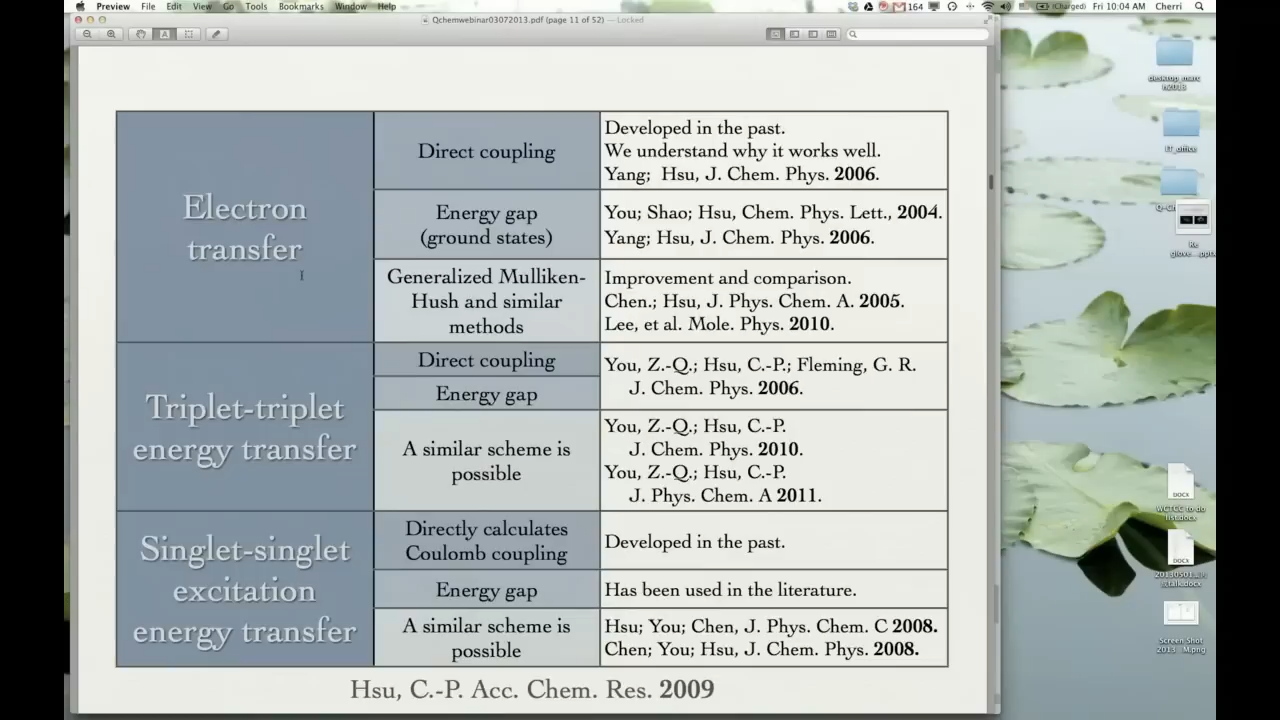 Preview File Edit View Go Tools Bookmarks Window Help
164
(Charged) Fri 10:04 AM Cherri
Qchemwebinar03072013.pdf (page 11 of 52) — Locked
Electron
transfer
Direct coupling
Developed in the past.
We understand why it works well.
Yang; Hsu, J. Chem. Phys. 2006.
Energy gap
(ground states)
You; Shao; Hsu, Chem. Phys. Lett., 2004.
Yang; Hsu, J. Chem. Phys. 2006.
Generalized Mulliken-
Hush and similar
methods
Improvement and comparison.
Chen.; Hsu, J. Phys. Chem. A. 2005.
Lee, et al. Mole. Phys. 2010.
Triplet-triplet
energy transfer
Direct coupling
Energy gap
You, Z.-Q.; Hsu, C.-P.; Fleming, G. R.
J. Chem. Phys. 2006.
A similar scheme is
possible
You, Z.-Q.; Hsu, C.-P.
J. Chem. Phys. 2010.
You, Z.-Q.; Hsu, C.-P.
J. Phys. Chem. A 2011.
Singlet-singlet
excitation
energy transfer
Directly calculates
Coulomb coupling
Developed in the past.
Energy gap
Has been used in the literature.
A similar scheme is
possible
Hsu; You; Chen, J. Phys. Chem. C 2008.
Chen; You; Hsu, J. Chem. Phys. 2008.
Hsu, C.-P. Acc. Chem. Res. 2009
IT_office
DOCX
DOCX
Screen Shot